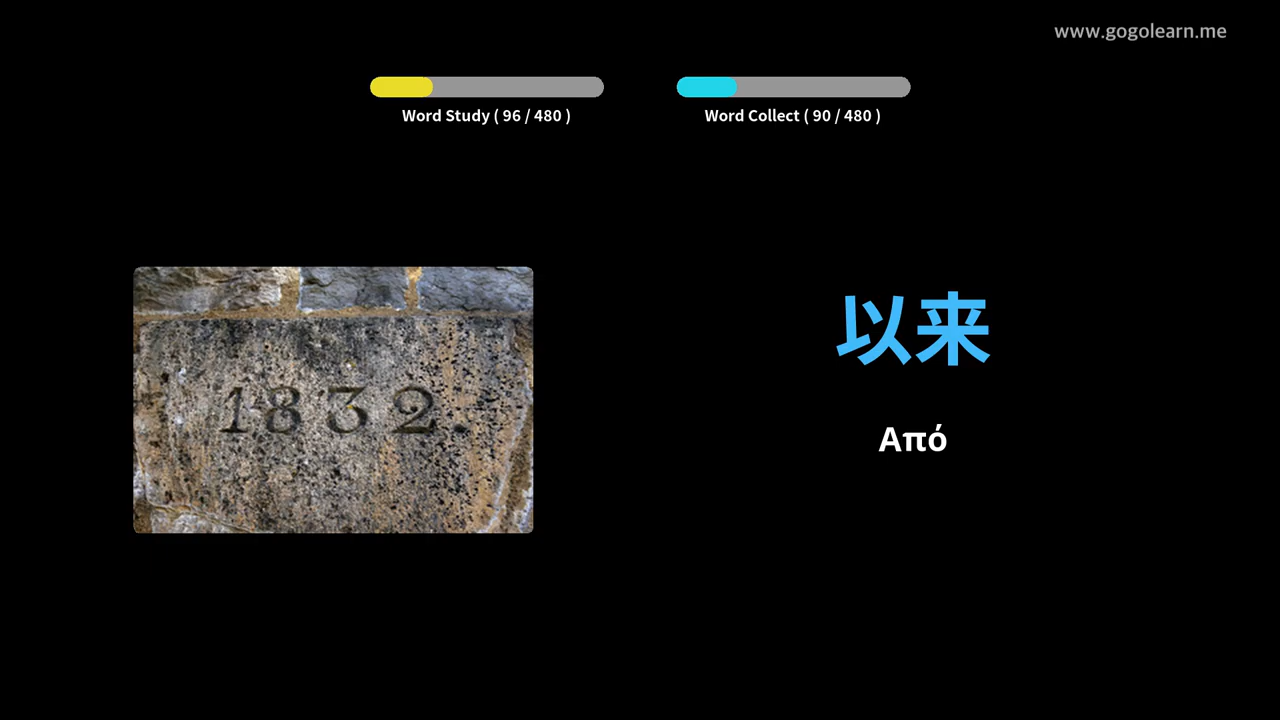 www.gogolearn.me
Word Study ( 96 / 480 )
Word Collect ( 90 / 480 )
1832.
以来
Από